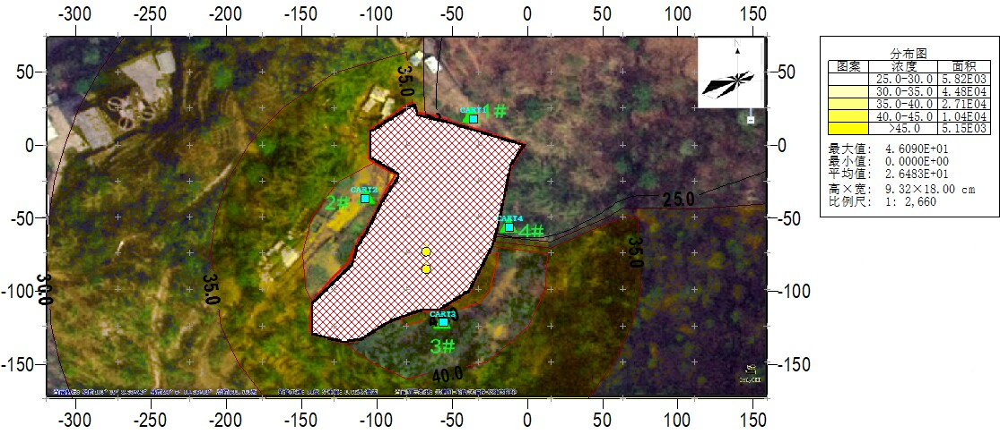 -300 -250 -200 -150 -100 -50 0 50 100 150
分布图
图案 浓度 面积
25.0-30.0 5.82E03
30.0-35.0 4.48E04
35.0-40.0 2.71E04
40.0-45.0 1.04E04
>45.0 5.15E03
最大值: 4.6090E+01
最小值: 0.0000E+00
平均值: 2.6483E+01
高×宽: 9.32×18.00 cm
比例尺: 1: 2,660
50 50
35.0
CART1 #
0 0
CART2
2#
25.0
-50 -50
CART4
4#
35.0
30.0
35.0
-100 -100
CART3
3#
40.0
-150 -150
-300 -250 -200 -150 -100 -50 0 50 100 150